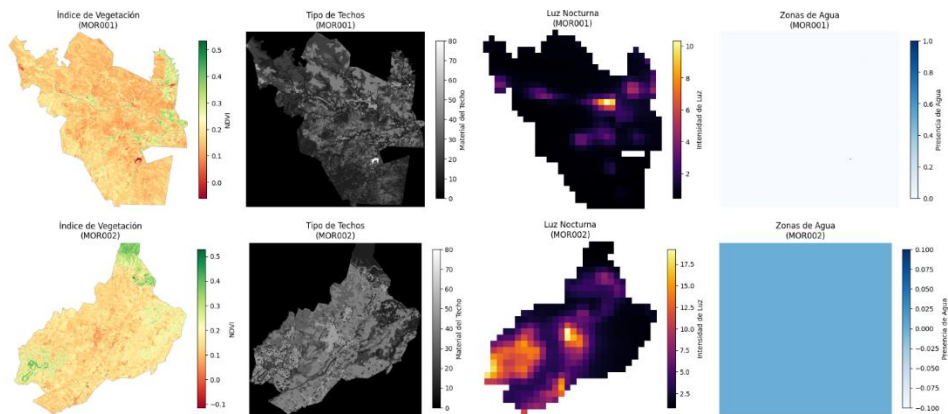 Índice de Vegetación
(MOR001)
0.5
0.4
0.3
0.2
0.1
0.0
NDVI
Tipo de Techos
(MOR001)
80
70
60
50
40
30
20
10
0
Material del Techo
Luz Nocturna
(MOR001)
10
8
6
4
2
Intensidad de Luz
Zonas de Agua
(MOR001)
1.0
0.8
0.6
0.4
0.2
0.0
Presencia de Agua
Índice de Vegetación
(MOR002)
0.5
0.4
0.3
0.2
0.1
0.0
-0.1
NDVI
Tipo de Techos
(MOR002)
80
70
60
50
40
30
20
10
0
Material del Techo
Luz Nocturna
(MOR002)
17.5
15.0
12.5
10.0
7.5
5.0
2.5
Intensidad de Luz
Zonas de Agua
(MOR002)
0.100
0.075
0.050
0.025
0.000
-0.025
-0.050
-0.075
-0.100
Presencia de Agua